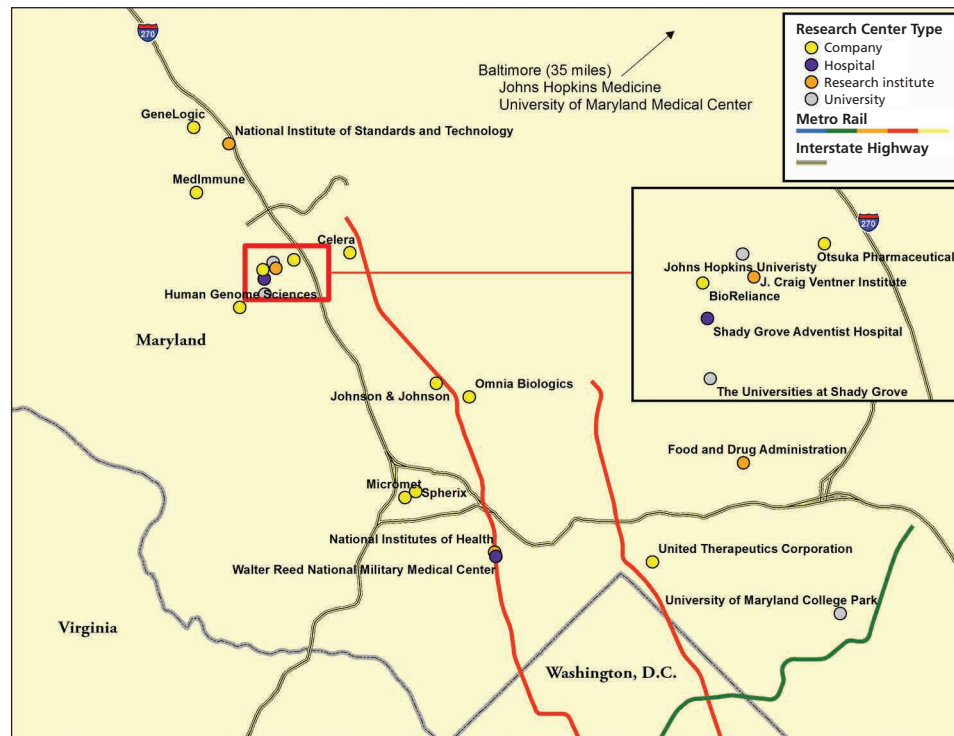 270
Baltimore (35 miles)
Johns Hopkins Medicine
University of Maryland Medical Center
Research Center Type
Company
Hospital
Research institute
University
Metro Rail
Interstate Highway
GeneLogic
National Institute of Standards and Technology
MedImmune
Celera
Human Genome Sciences
Maryland
270
Otsuka Pharmaceutical
Johns Hopkins Univeristy
J. Craig Ventner Institute
BioReliance
Shady Grove Adventist Hospital
The Universities at Shady Grove
Johnson & Johnson
Omnia Biologics
Food and Drug Administration
Micromet
Spherix
National Institutes of Health
Walter Reed National Military Medical Center
United Therapeutics Corporation
University of Maryland College Park
Virginia
Washington, D.C.